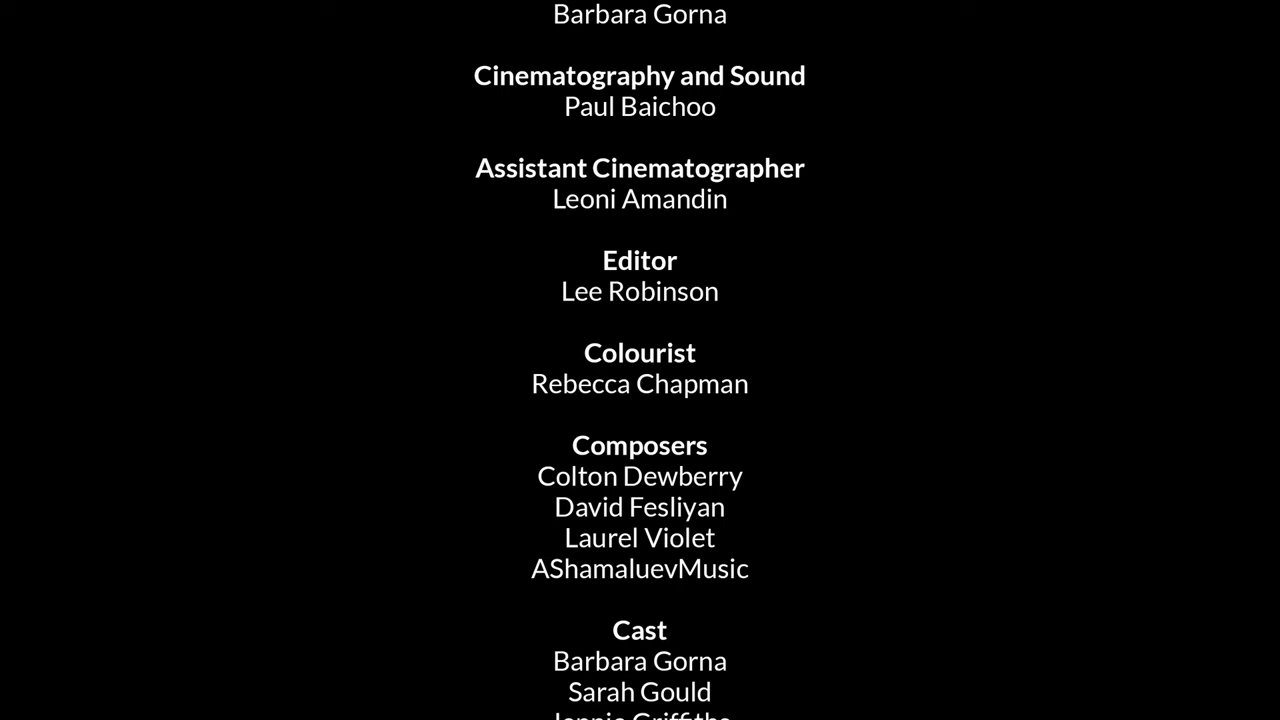 Barbara Gorna
Cinematography and Sound
Paul Baichoo
Assistant Cinematographer
Leoni Amandin
Editor
Lee Robinson
Colourist
Rebecca Chapman
Composers
Colton Dewberry
David Fesliyan
Laurel Violet
AShamaluevMusic
Cast
Barbara Gorna
Sarah Gould